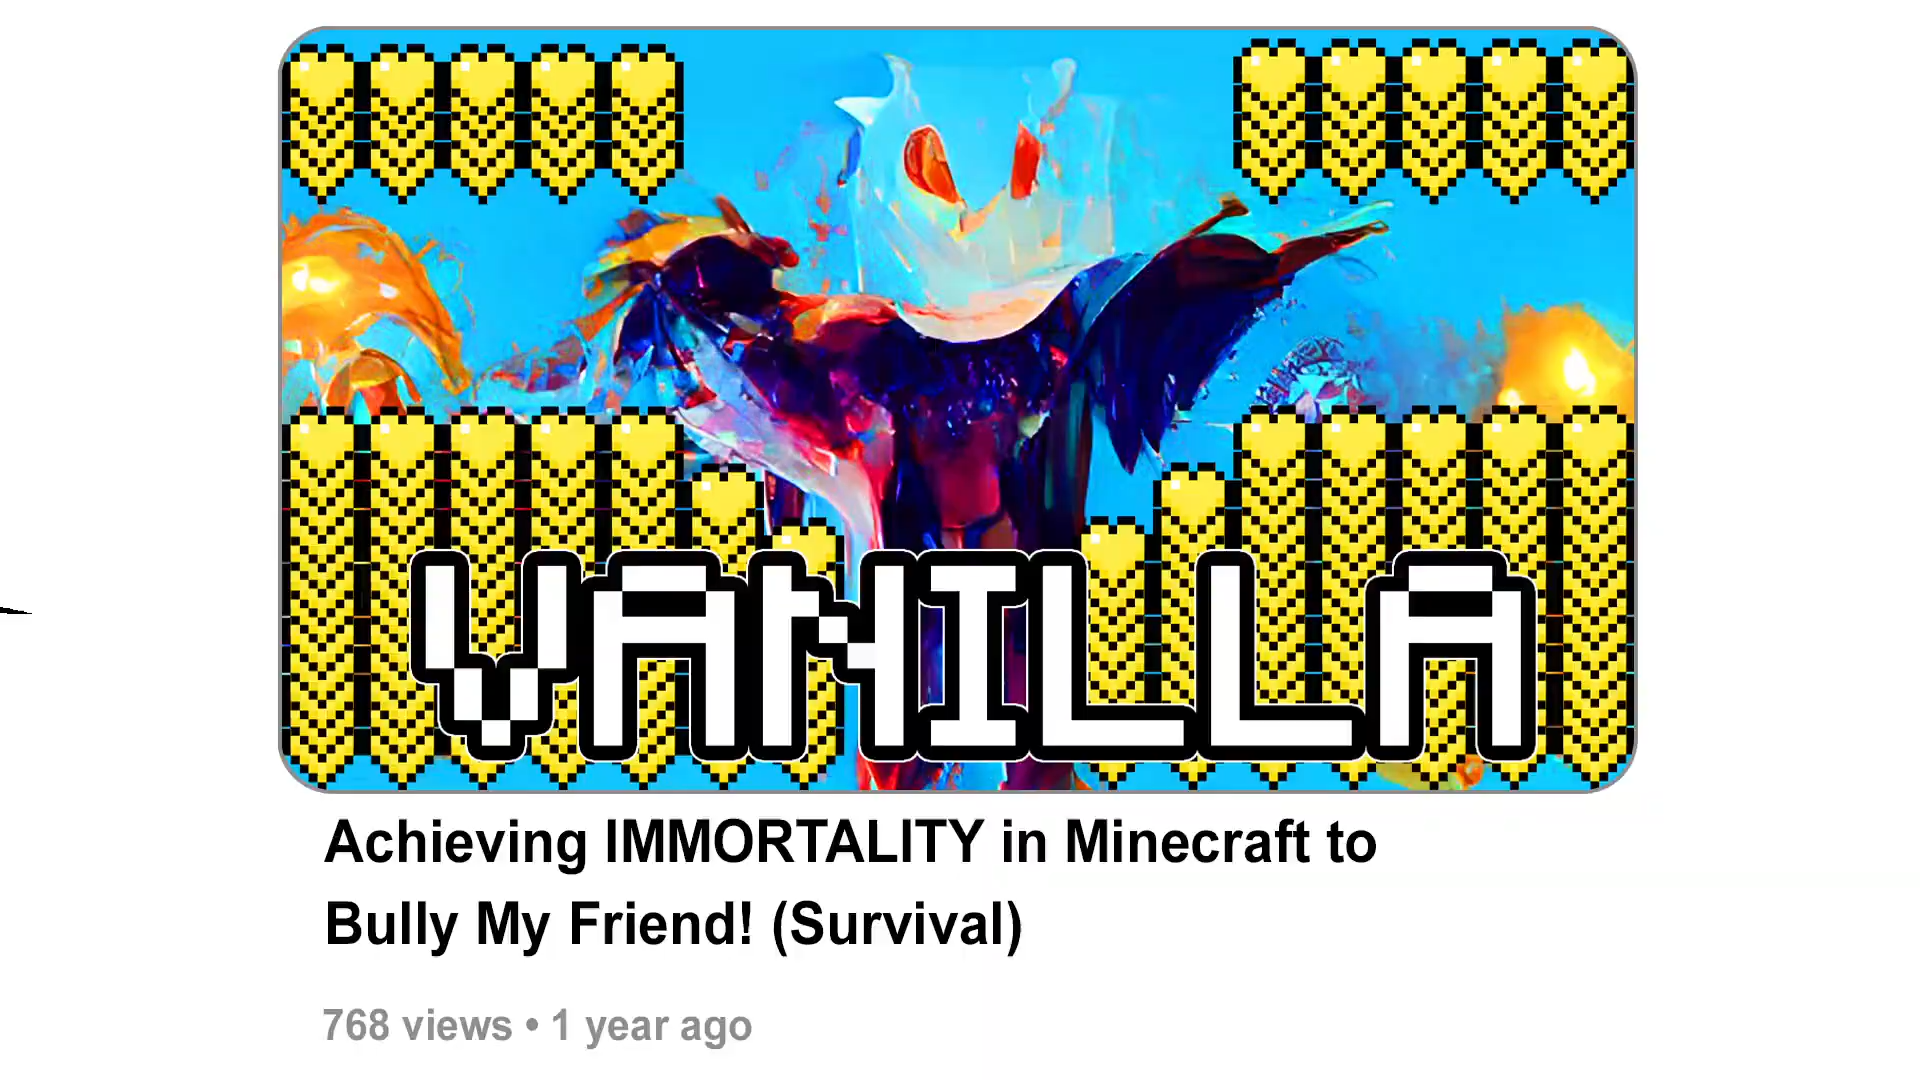 VANILLA
Achieving IMMORTALITY in Minecraft to
Bully My Friend! (Survival)
768 views • 1 year ago